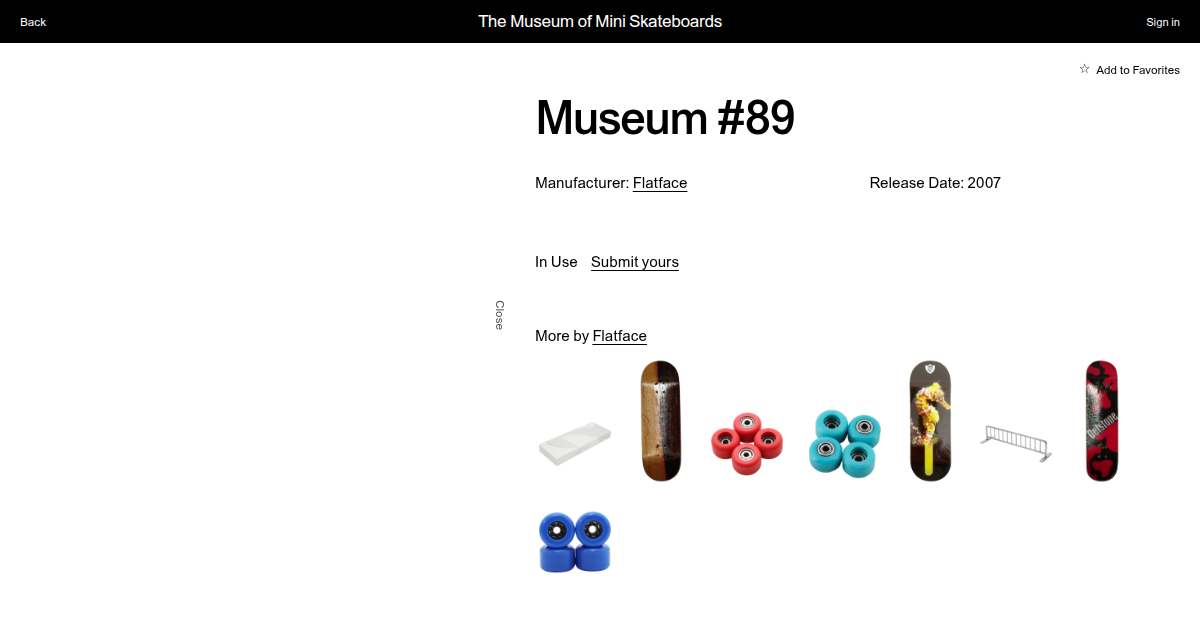 Back
The Museum of Mini Skateboards
Sign in
☆ Add to Favorites
Museum #89
Manufacturer: Flatface
Release Date: 2007
In Use Submit yours
Close
More by Flatface